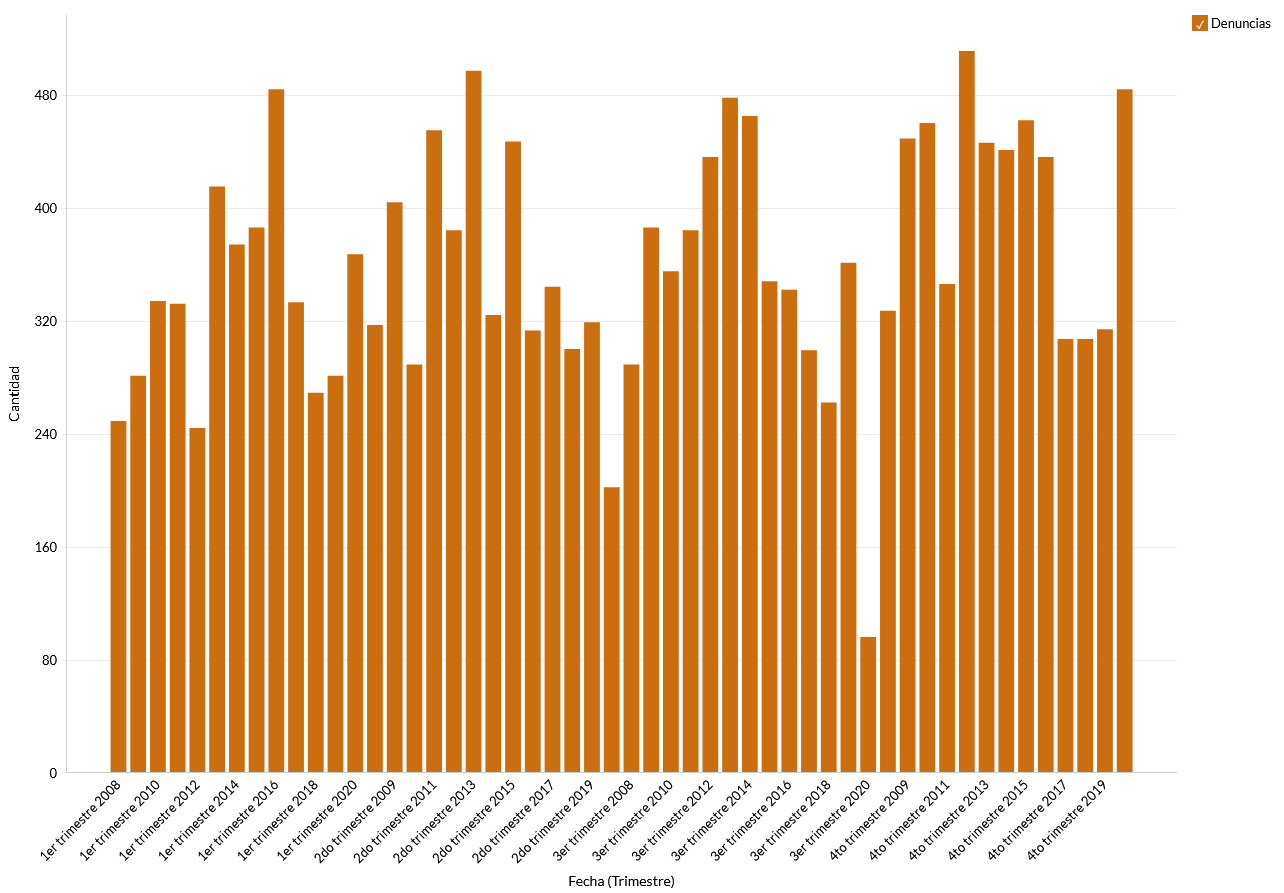 Denuncias
480
400
320
240
160
80
0
Cantidad
1er trimestre 2008
1er trimestre 2010
1er trimestre 2012
1er trimestre 2014
1er trimestre 2016
1er trimestre 2018
1er trimestre 2020
2do trimestre 2009
2do trimestre 2011
2do trimestre 2013
2do trimestre 2015
2do trimestre 2017
2do trimestre 2019
3er trimestre 2008
3er trimestre 2010
3er trimestre 2012
3er trimestre 2014
3er trimestre 2016
3er trimestre 2018
3er trimestre 2020
4to trimestre 2009
4to trimestre 2011
4to trimestre 2013
4to trimestre 2015
4to trimestre 2017
4to trimestre 2019
Fecha (Trimestre)